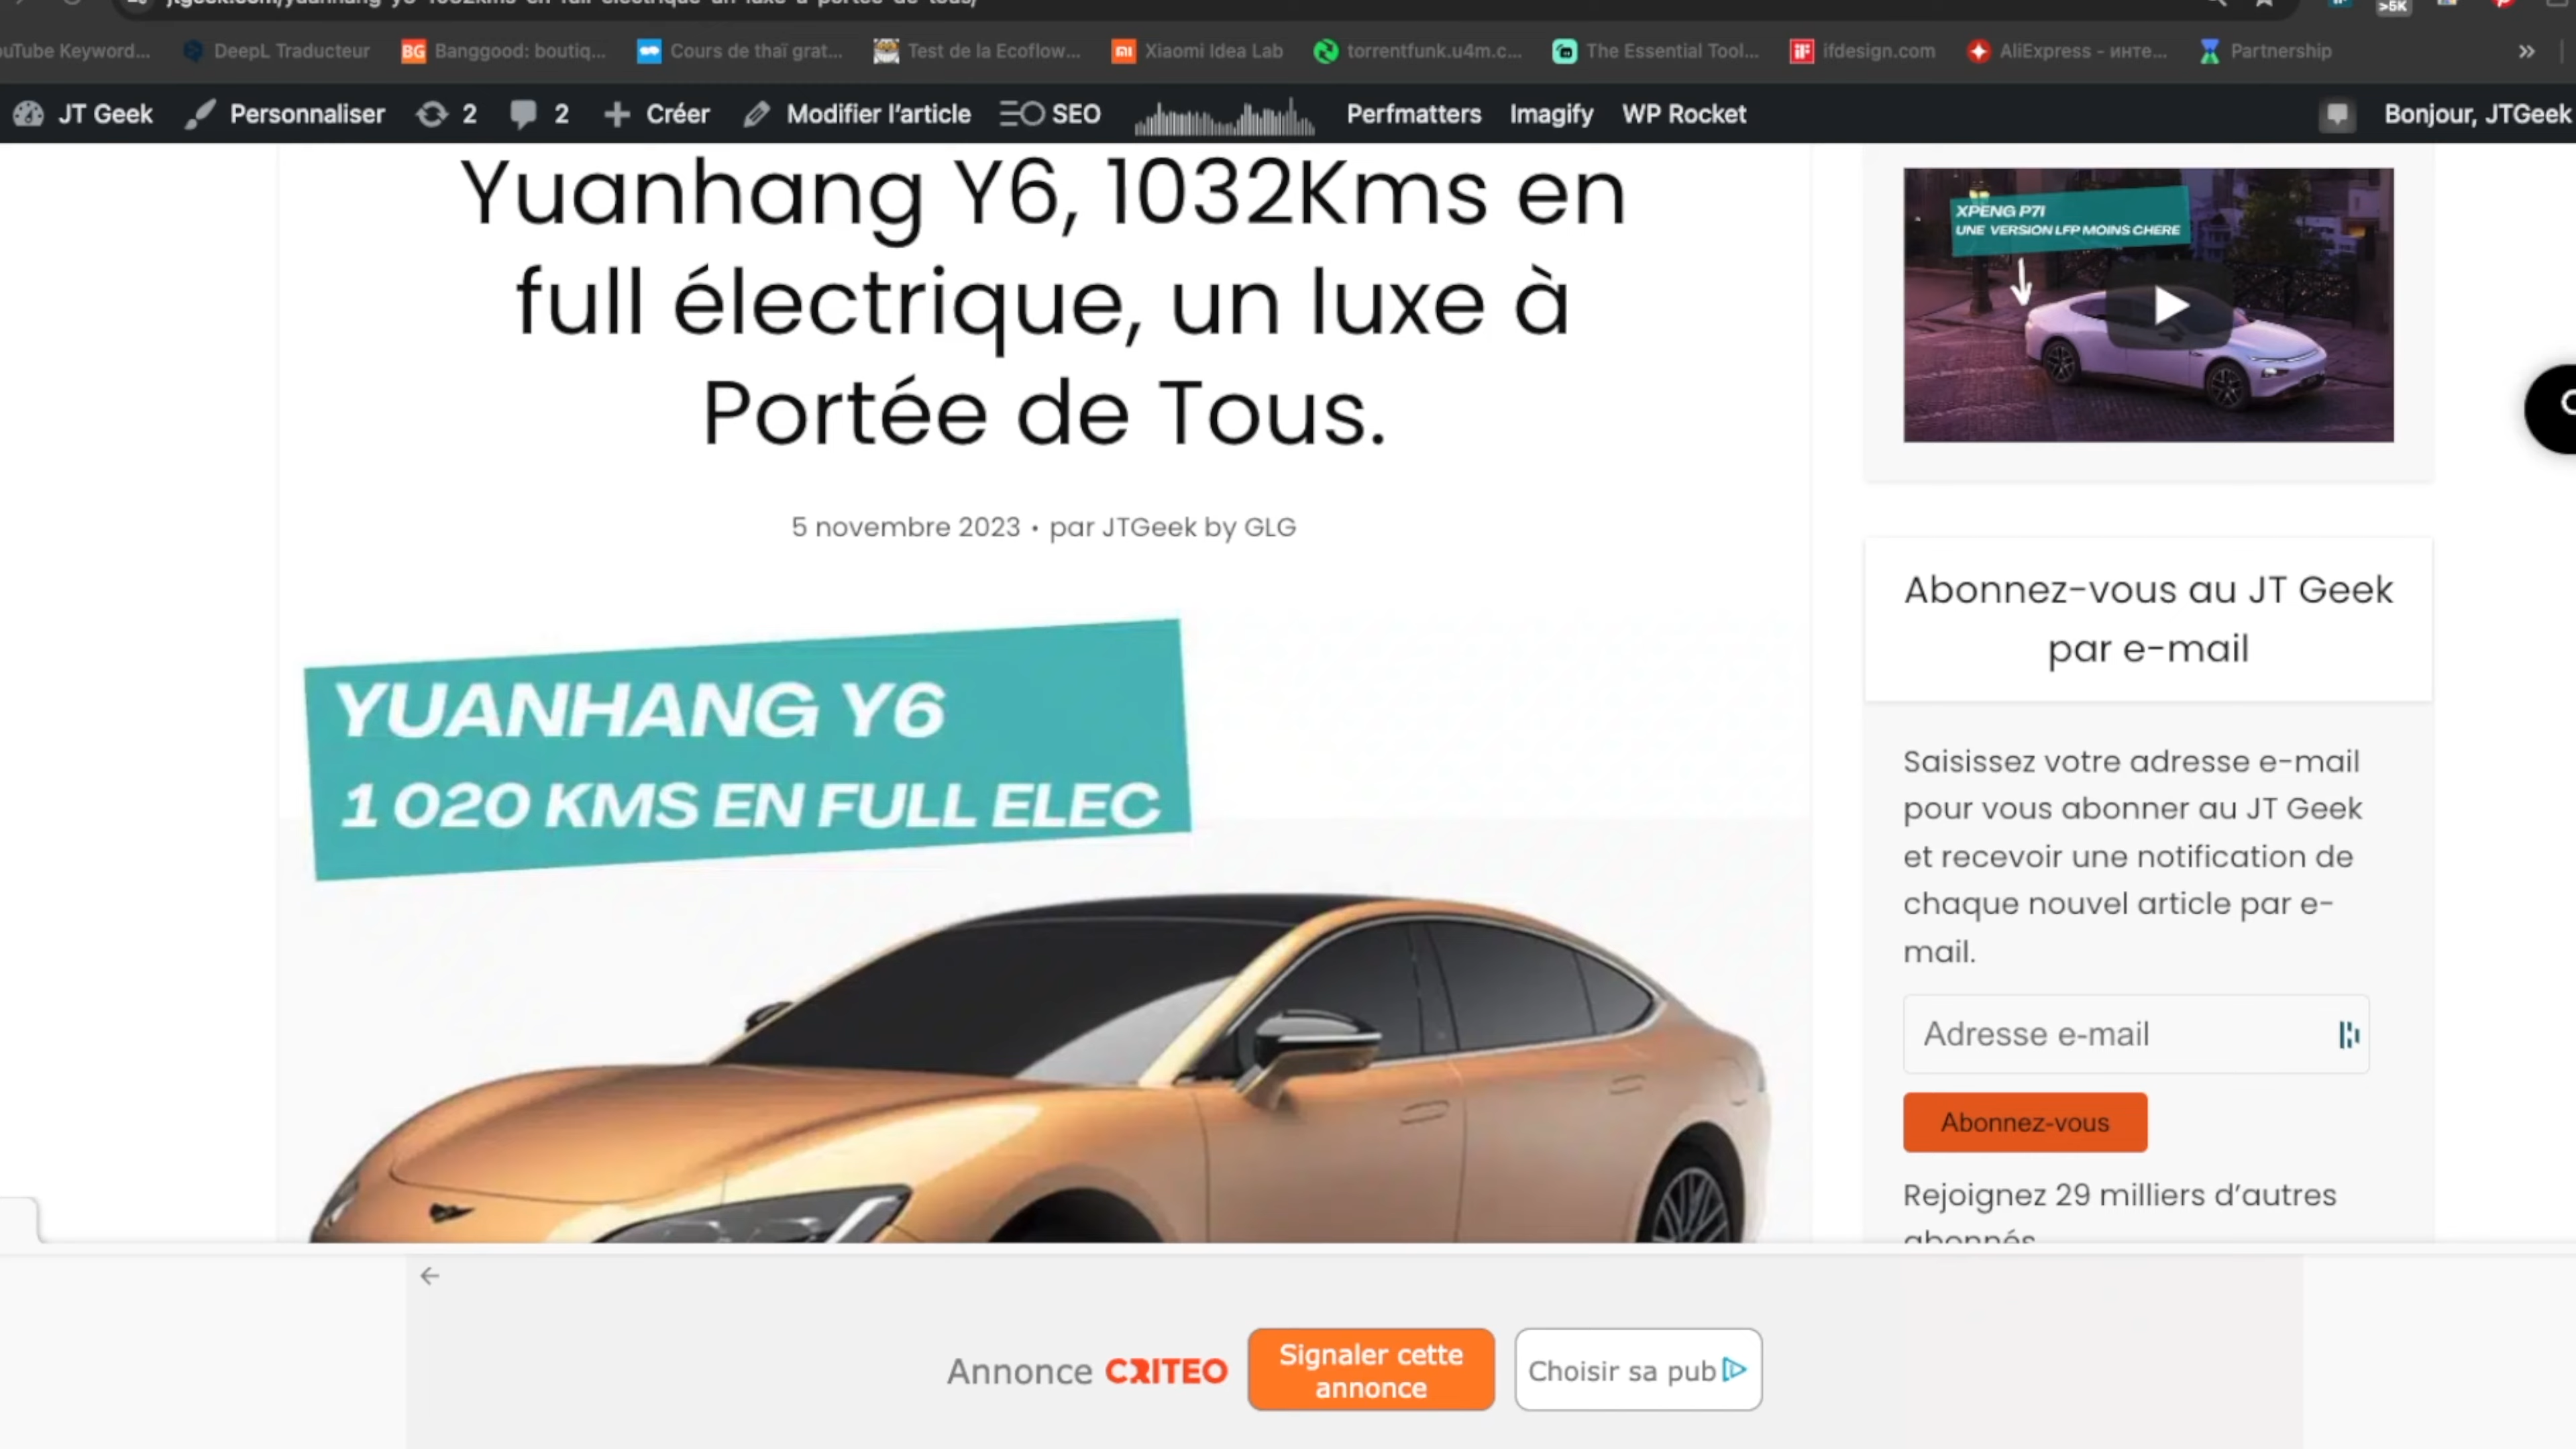 >5K
ouTube Keyword...
DeepL Traducteur
BG
Banggood: boutiq...
Cours de thaï grat...
Test de la Ecoflow...
Xiaomi Idea Lab
torrentfunk.u4m.c...
The Essential Tool...
iF
ifdesign.com
AliExpress - инте...
Partnership
»
JT Geek
Personnaliser
2
2
Créer
Modifier l’article
SEO
Perfmatters
Imagify
WP Rocket
Bonjour, JTGeek
Yuanhang Y6, 1032Kms en
full électrique, un luxe à
Portée de Tous.
5 novembre 2023 • par JTGeek by GLG
YUANHANG Y6
1 020 KMS EN FULL ELEC
XPENG P7I
UNE VERSION LFP MOINS CHERE
Abonnez-vous au JT Geek
par e-mail
Saisissez votre adresse e-mail
pour vous abonner au JT Geek
et recevoir une notification de
chaque nouvel article par e-
mail.
Adresse e-mail
Abonnez-vous
Rejoignez 29 milliers d’autres
abonnés
Annonce CRITEO
Signaler cette
annonce
Choisir sa pub